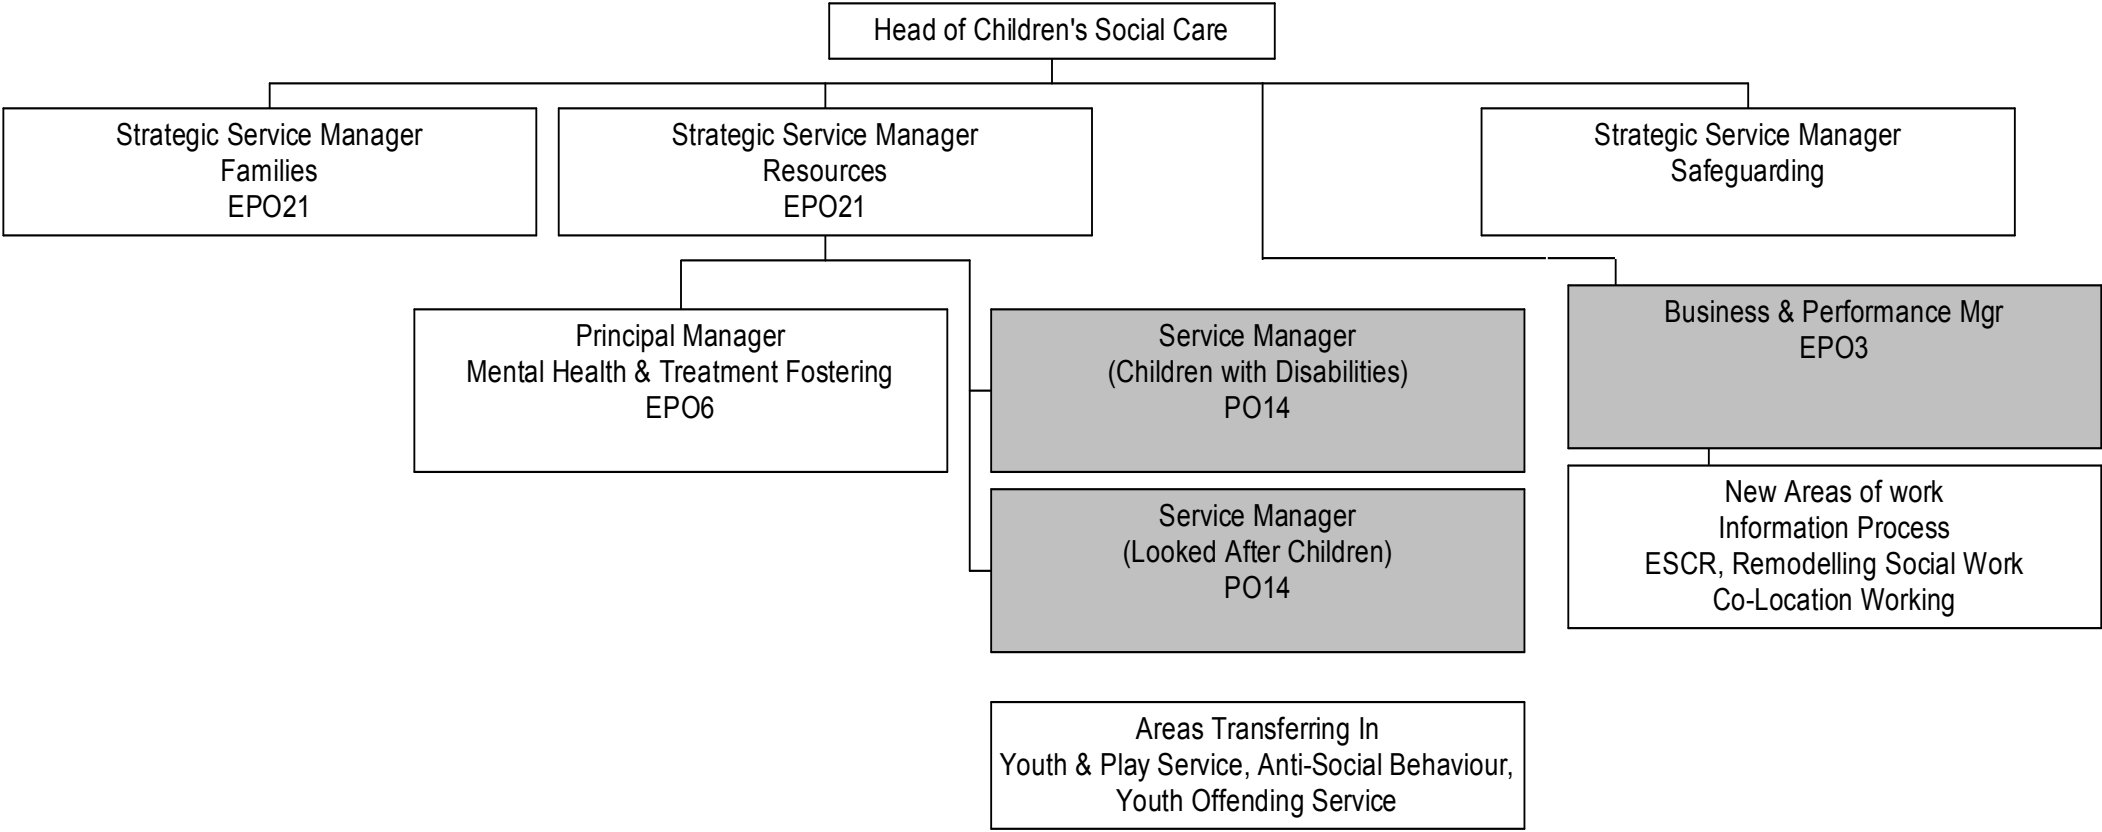 Head of Children's Social Care
Strategic Service Manager
Families
EPO21
Strategic Service Manager
Resources
EPO21
Strategic Service Manager
Safeguarding
Principal Manager
Mental Health & Treatment Fostering
EPO6
Service Manager
(Children with Disabilities)
PO14
Business & Performance Mgr
EPO3
Service Manager
(Looked After Children)
PO14
New Areas of work
Information Process
ESCR, Remodelling Social Work
Co-Location Working
Areas Transferring In
Youth & Play Service, Anti-Social Behaviour,
Youth Offending Service